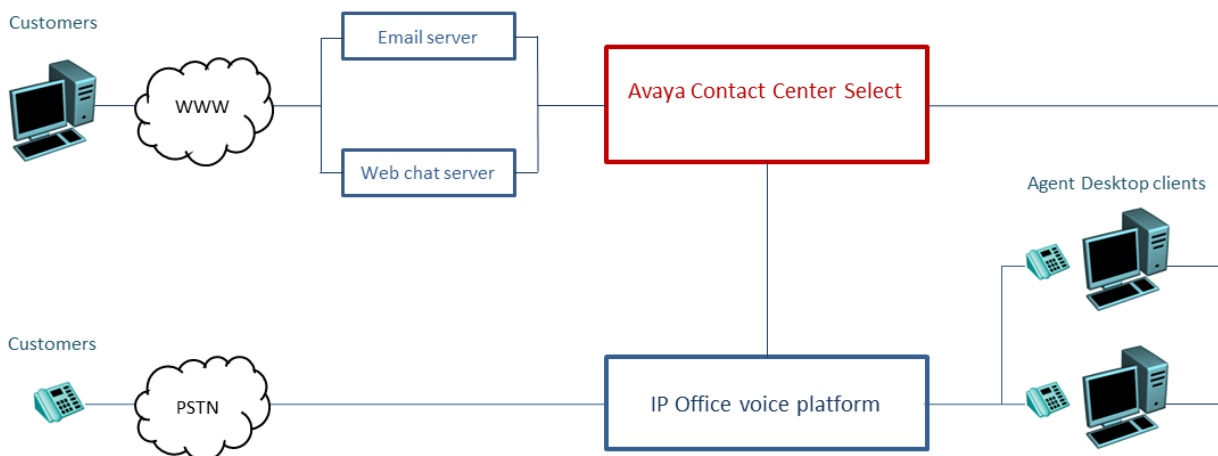 Customers
Email server
WWW
Avaya Contact Center Select
Web chat server
Agent Desktop clients
Customers
PSTN
IP Office voice platform